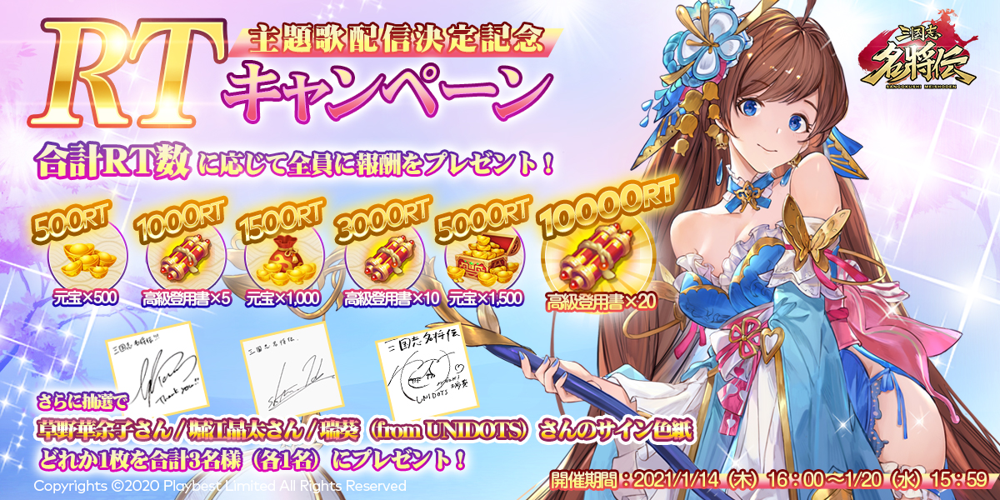 RT
主題歌配信決定記念
キャンペーン
三国志
名将伝
SANGOKUSHI MEISHODEN
合計RT数に応じて全員に報酬をプレゼント！
500RT
1000RT
1500RT
3000RT
5000RT
10000RT
元宝×500
高級登用書×5
元宝×1,000
高級登用書×10
元宝×1,500
高級登用書×20
三国志名将伝!!!
Thank you!!
三国志名将伝
三国志名将伝
UNIDOTS
瑞葵
さらに抽選で
草野華余子さん / 堀江晶太さん / 瑞葵（from UNIDOTS）さんのサイン色紙
どれか1枚を合計3名様（各1名）にプレゼント！
Copyrights ©2020 Playbest Limited All Rights Reserved
開催期間：2021/1/14（木）16：00～1/20（水）15：59